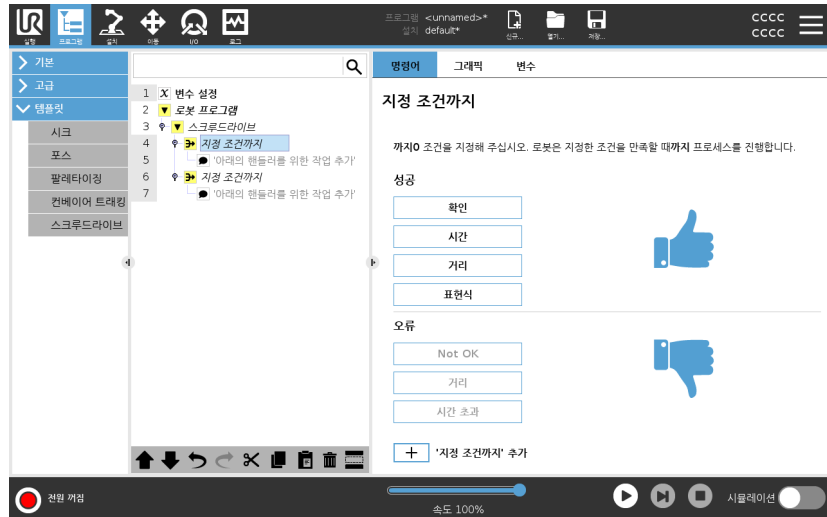 UR
실행
프로그램
설치
이동
I/O
로그
프로그램 <unnamed>*
설치 default*
신규...
열기...
저장...
cccc
cccc
기본
고급
템플릿
시크
포스
팔레타이징
컨베이어 트래킹
스크루드라이브
1 X 변수 설정
2 로봇 프로그램
3 스크루드라이브
4 지정 조건까지
5 '아래의 핸들러를 위한 작업 추가'
6 지정 조건까지
7 '아래의 핸들러를 위한 작업 추가'
명령어 그래픽 변수
지정 조건까지
까지0 조건을 지정해 주십시오. 로봇은 지정한 조건을 만족할 때까지 프로세스를 진행합니다.
성공
확인
시간
거리
표현식
오류
Not OK
거리
시간 초과
+ '지정 조건까지' 추가
전원 꺼짐
속도 100%
시뮬레이션